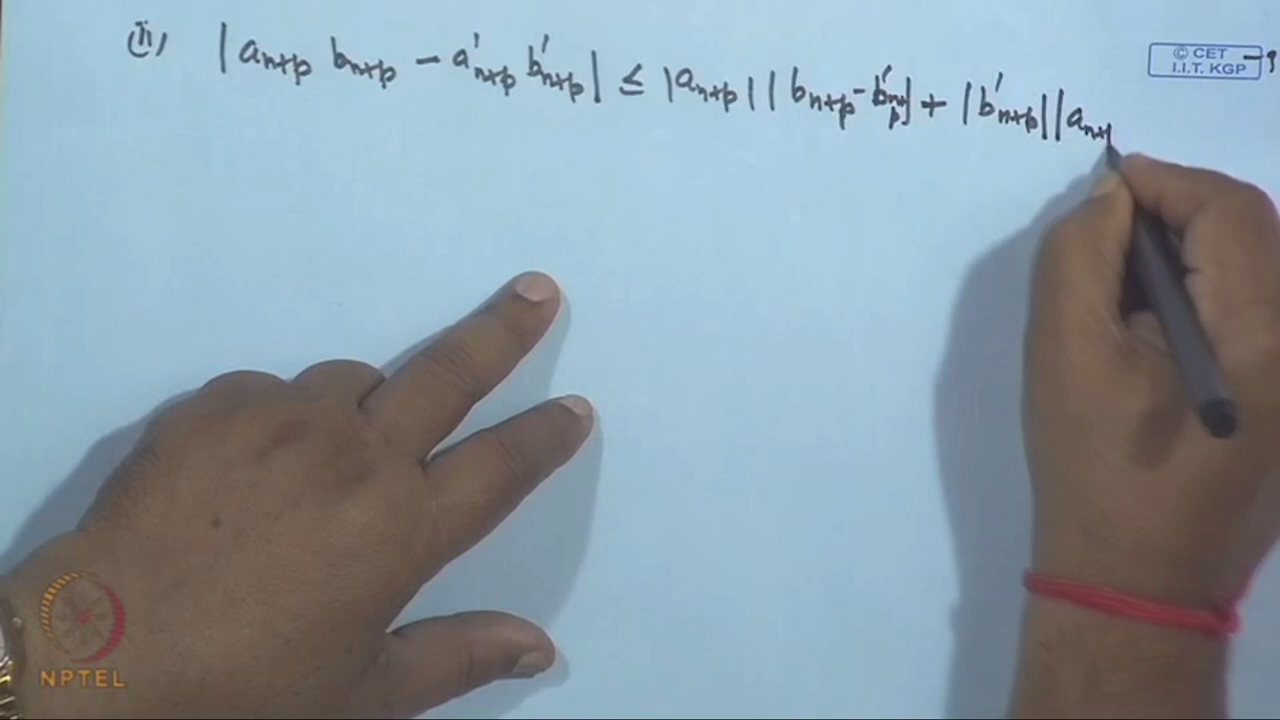 (ii) |a_{n+p} b_{n+p} - a'_{n+p} b'_{n+p}| ≤ |a_{n+p}| |b_{n+p} - b'_{n+p}| + |b'_{n+p}| |a_{n+
© CET
I.I.T. KGP
NPTEL